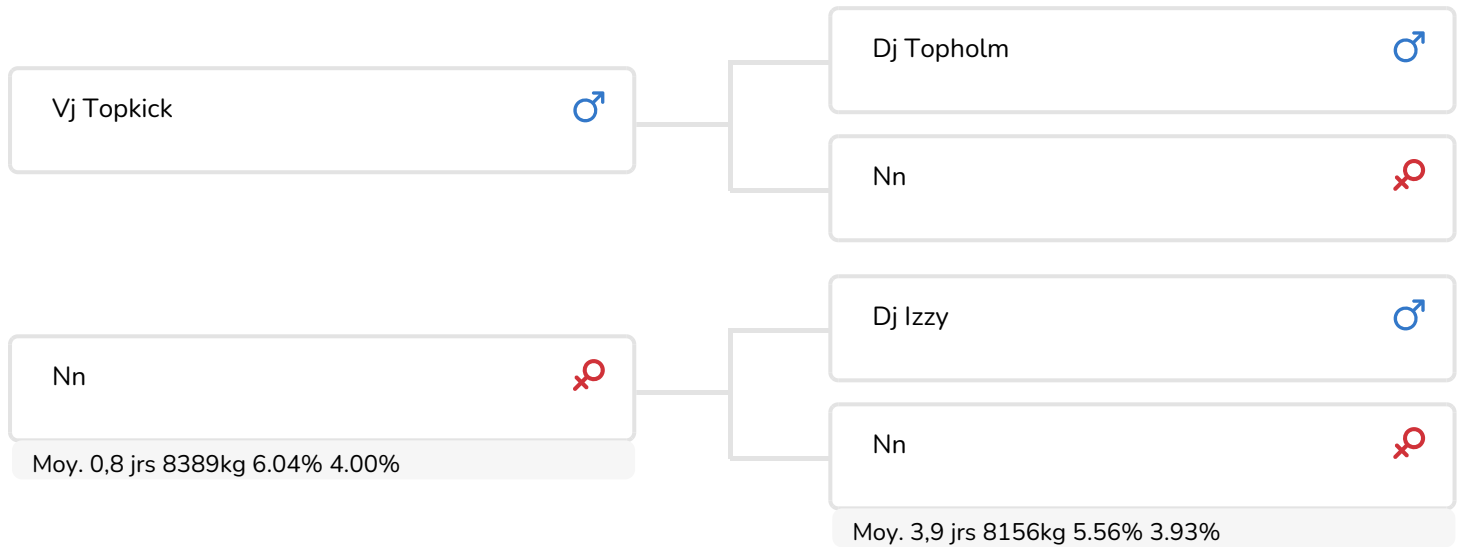 Dj Topholm
Vj Topkick
Nn
Dj Izzy
Nn
Moy. 0,8 jrs 8389kg 6.04% 4.00%
Nn
Moy. 3,9 jrs 8156kg 5.56% 3.93%